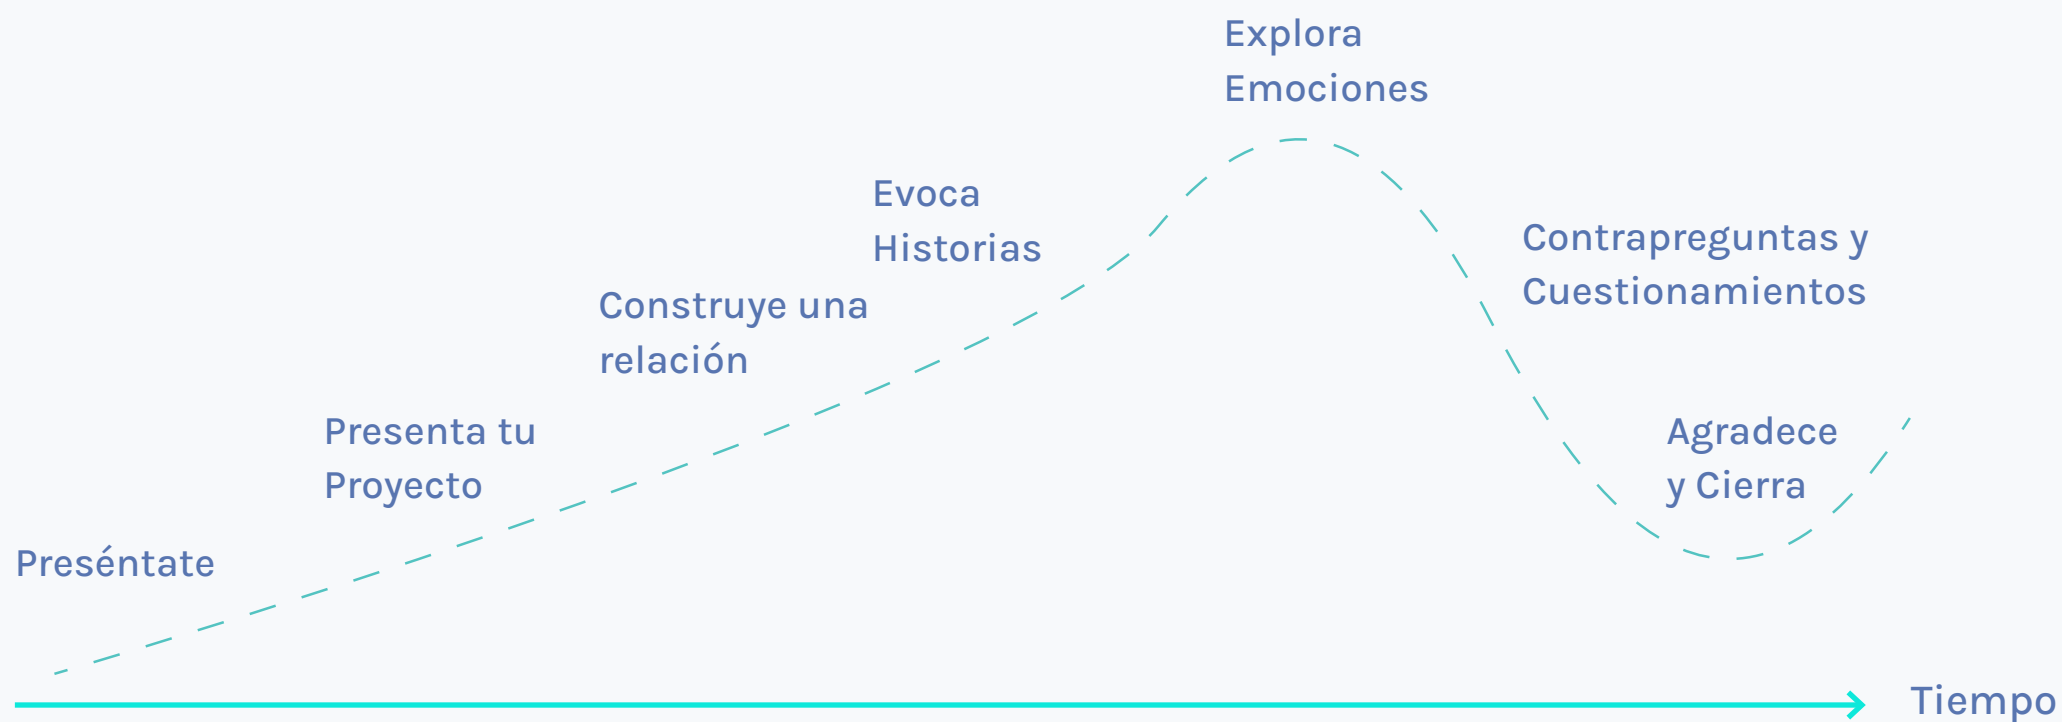 Preséntate
Presenta tu
Proyecto
Construye una
relación
Evoca
Historias
Explora
Emociones
Contrapreguntas y
Cuestionamientos
Agradece
y Cierra
Tiempo